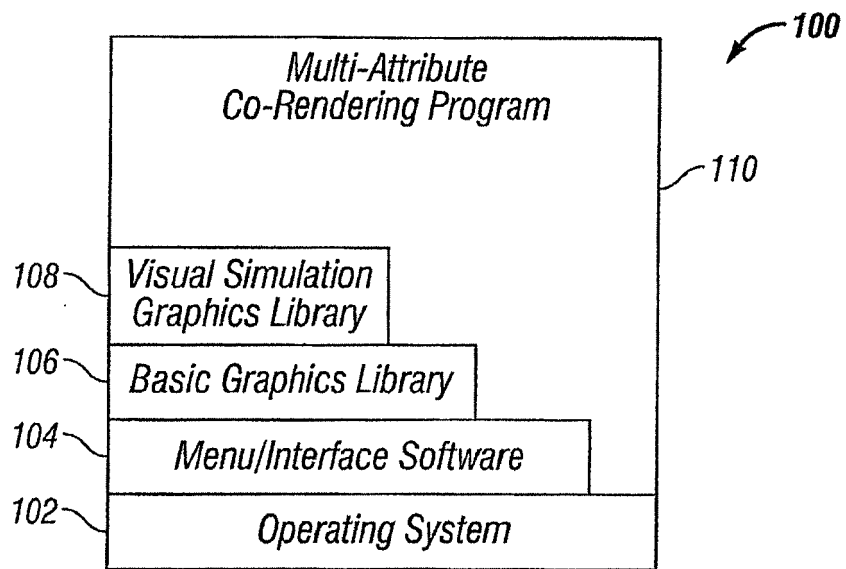 100
Multi-Attribute
Co-Rendering Program
110
108
Visual Simulation
Graphics Library
106
Basic Graphics Library
104
Menu/Interface Software
102
Operating System